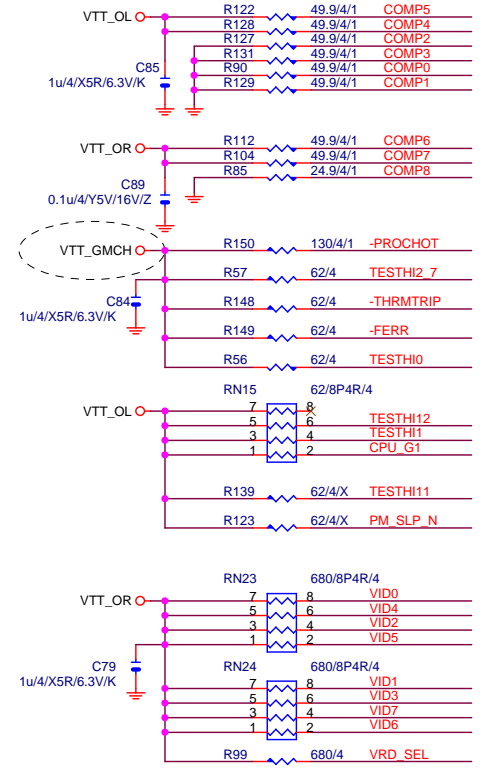 VTT_OL R122 49.9/4/1 COMP5
R128 49.9/4/1 COMP4
R127 49.9/4/1 COMP2
R131 49.9/4/1 COMP3
C85 R90 49.9/4/1 COMP0
1u/4/X5R/6.3V/K R129 49.9/4/1 COMP1
VTT_OR R112 49.9/4/1 COMP6
R104 49.9/4/1 COMP7
C89 R85 24.9/4/1 COMP8
0.1u/4/Y5V/16V/Z
VTT_GMCH R150 130/4/1 -PROCHOT
R57 62/4 TESTHI2_7
C84 R148 62/4 -THRMTRIP
1u/4/X5R/6.3V/K
R149 62/4 -FERR
R56 62/4 TESTHI0
RN15 62/8P4R/4
VTT_OL 7 8
5 6 TESTHI12
3 4 TESTHI1
1 2 CPU_G1
R139 62/4/X TESTHI11
R123 62/4/X PM_SLP_N
RN23 680/8P4R/4
VTT_OR 7 8 VID0
5 6 VID4
3 4 VID2
1 2 VID5
C79 RN24 680/8P4R/4
1u/4/X5R/6.3V/K 7 8 VID1
5 6 VID3
3 4 VID7
1 2 VID6
R99 680/4 VRD_SEL